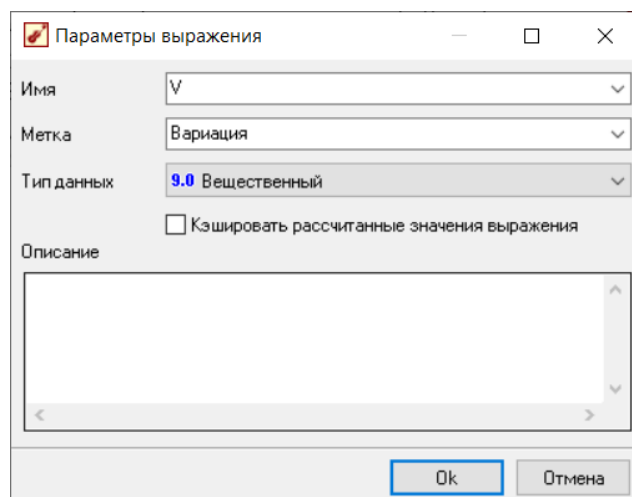 Параметры выражения
Имя V
Метка Вариация
Тип данных 9.0 Вещественный
Кэшировать рассчитанные значения выражения
Описание
Ok Отмена